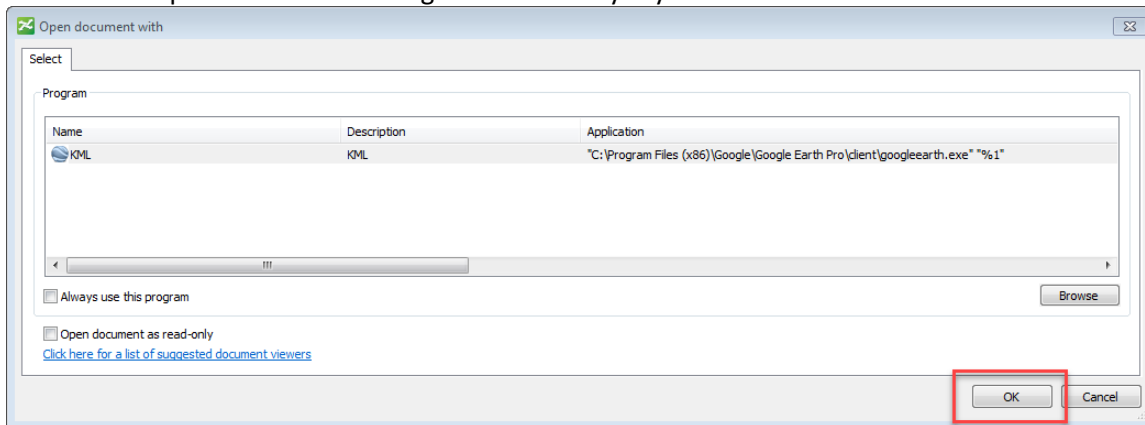 Open document with
Select
Program
Name Description Application
KML KML "C:\Program Files (x86)\Google\Google Earth Pro\client\googleearth.exe" "%1"
Always use this program
Browse
Open document as read-only
Click here for a list of suggested document viewers
OK Cancel